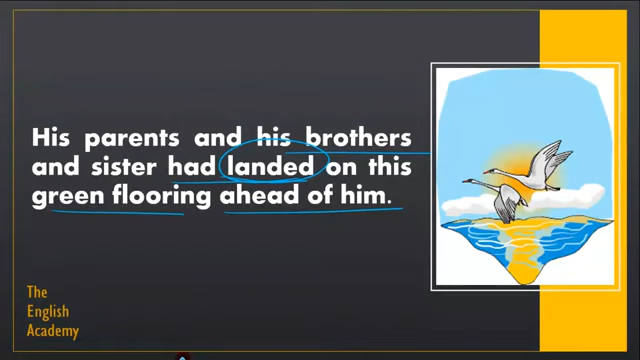 His parents and his brothers
and sister had landed on this
green flooring ahead of him.
The
English
Academy